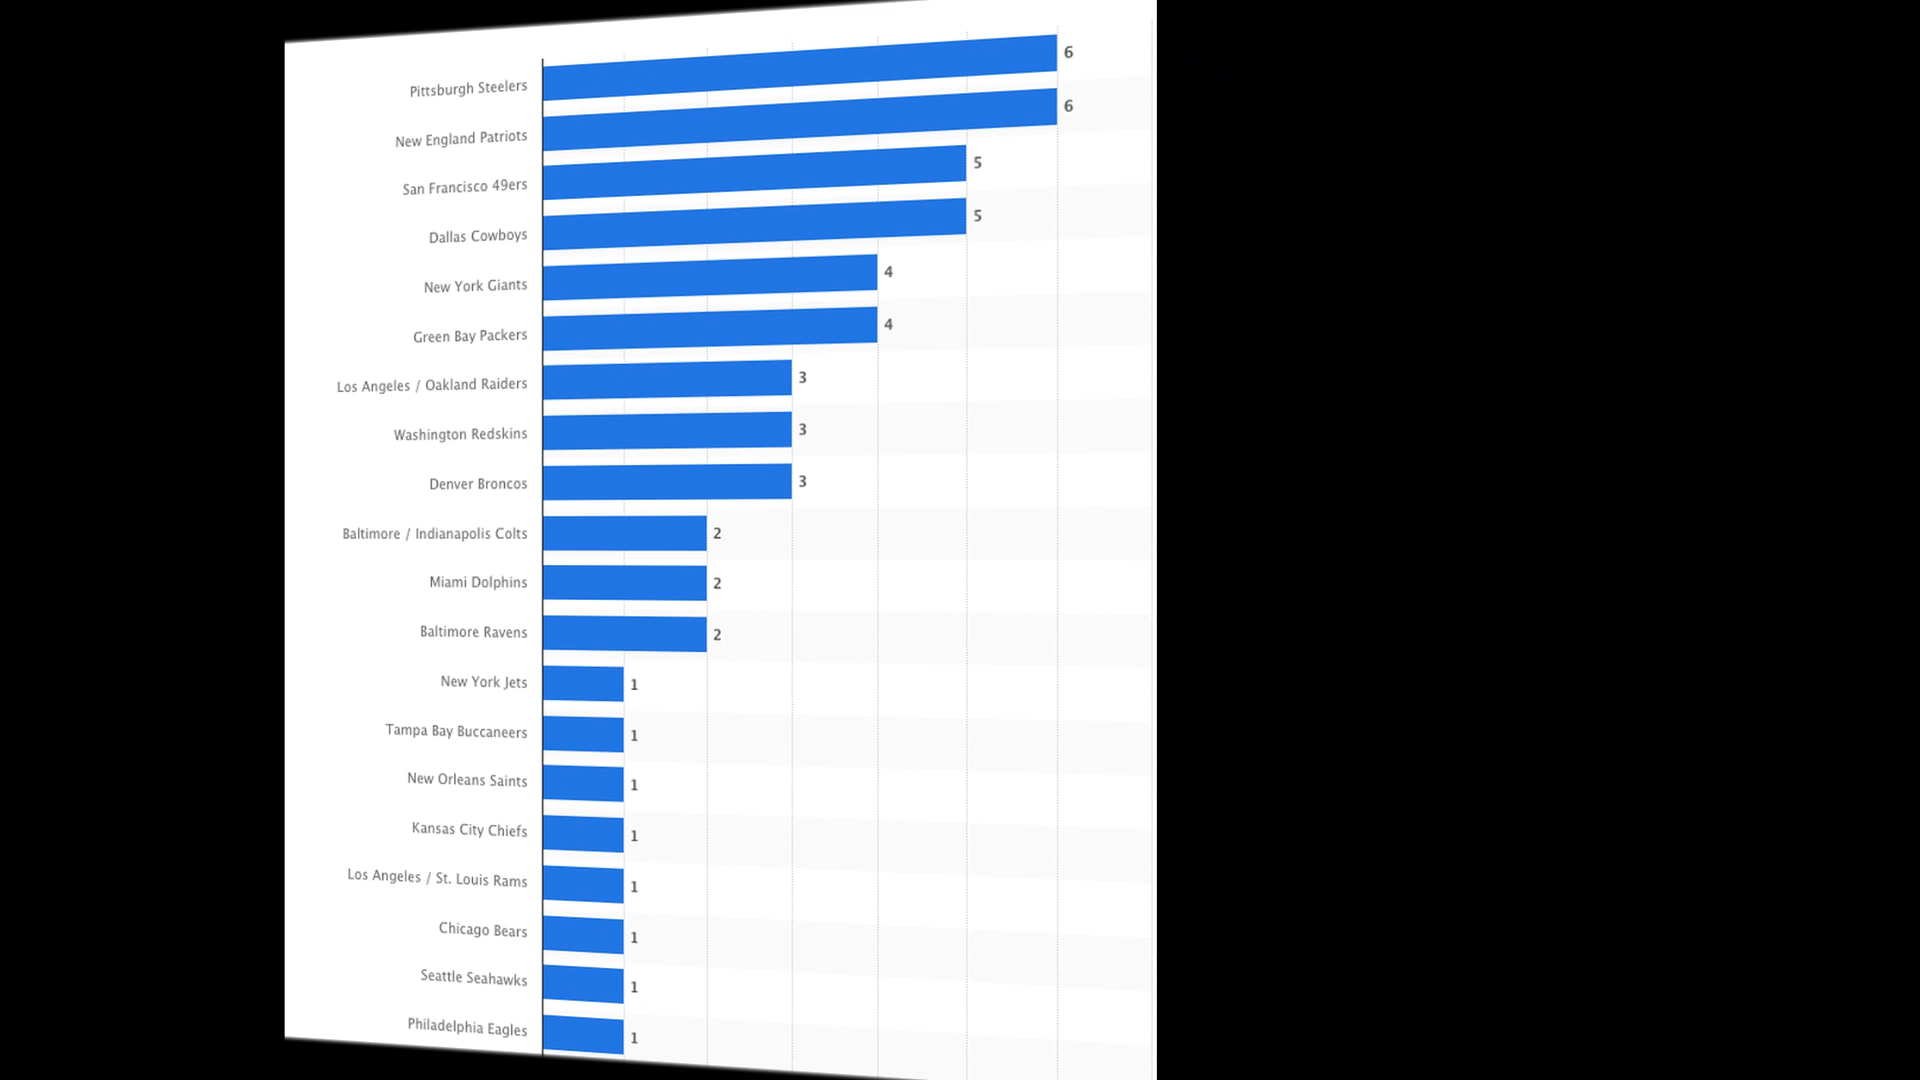 Pittsburgh Steelers 6
New England Patriots 6
San Francisco 49ers 5
Dallas Cowboys 5
New York Giants 4
Green Bay Packers 4
Los Angeles / Oakland Raiders 3
Washington Redskins 3
Denver Broncos 3
Baltimore / Indianapolis Colts 2
Miami Dolphins 2
Baltimore Ravens 2
New York Jets 1
Tampa Bay Buccaneers 1
New Orleans Saints 1
Kansas City Chiefs 1
Los Angeles / St. Louis Rams 1
Chicago Bears 1
Seattle Seahawks 1
Philadelphia Eagles 1